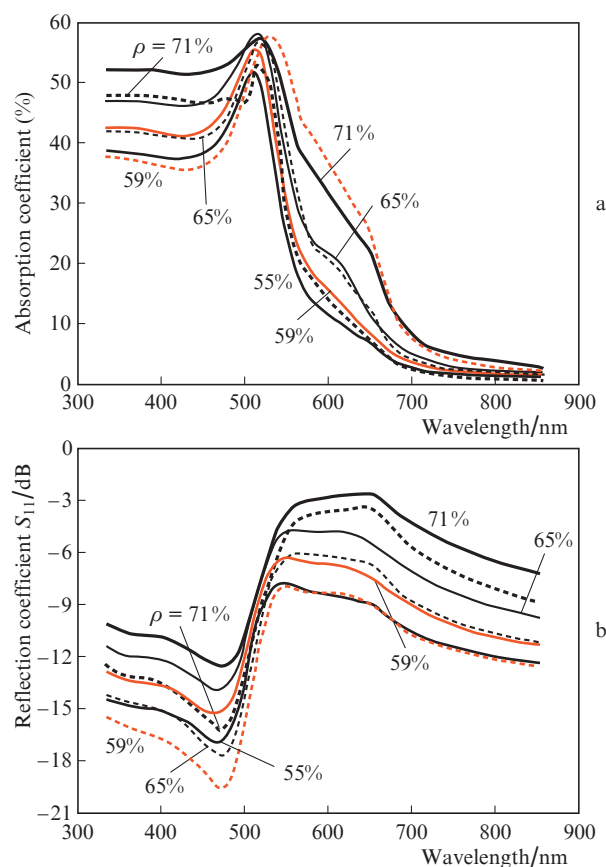 60
50
40
30
20
10
0
Absorption coefficient (%)
ρ = 71%
71%
65%
59%
65%
55%
59%
a
300 400 500 600 700 800 900
Wavelength/nm
0
−3
−6
−9
−12
−15
−18
−21
Reflection coefficient S11/dB
71%
65%
ρ = 71%
59%
59%
65%
55%
b
300 400 500 600 700 800 900
Wavelength/nm